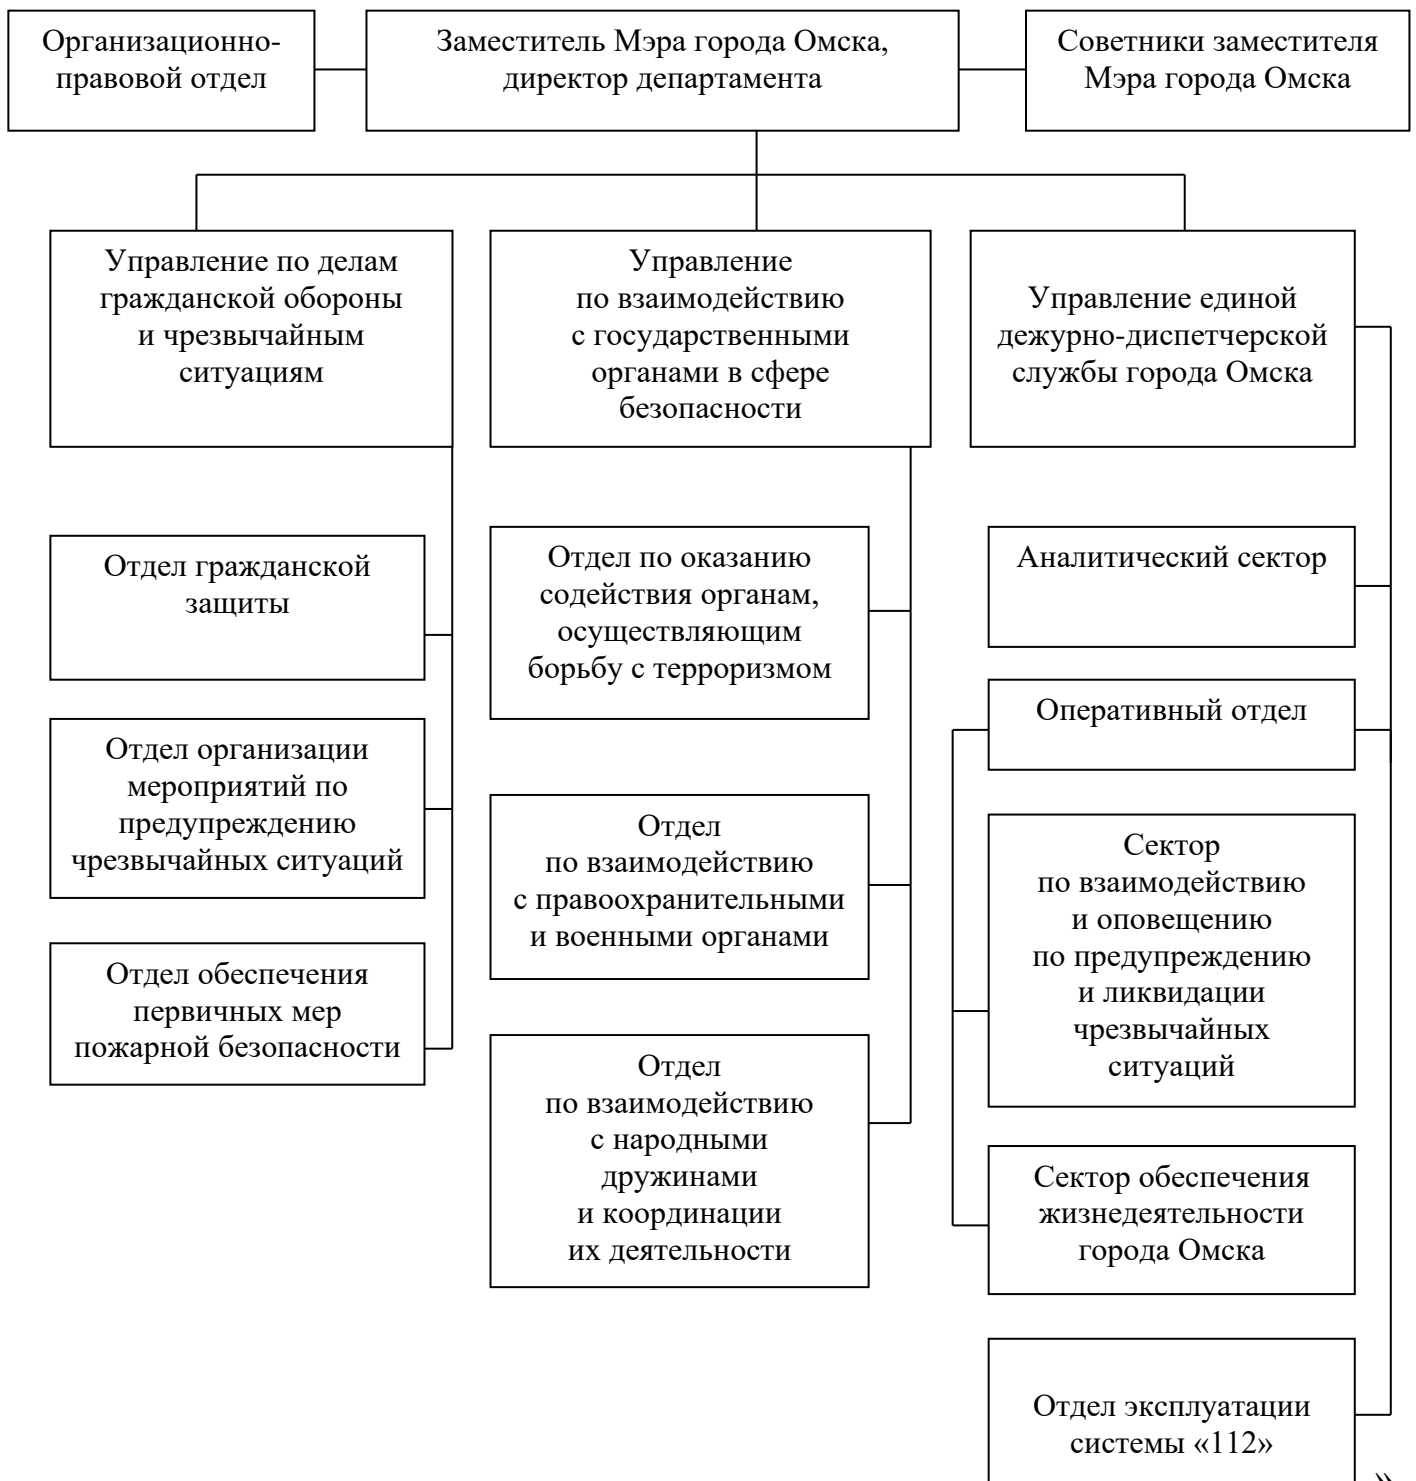 Организационно-
правовой отдел
Заместитель Мэра города Омска,
директор департамента
Советники заместителя
Мэра города Омска
Управление по делам
гражданской обороны
и чрезвычайным
ситуациям
Управление
по взаимодействию
с государственными
органами в сфере
безопасности
Управление единой
дежурно-диспетчерской
службы города Омска
Отдел гражданской
защиты
Отдел организации
мероприятий по
предупреждению
чрезвычайных ситуаций
Отдел обеспечения
первичных мер
пожарной безопасности
Отдел по оказанию
содействия органам,
осуществляющим
борьбу с терроризмом
Отдел
по взаимодействию
с правоохранительными
и военными органами
Отдел
по взаимодействию
с народными
дружинами
и координации
их деятельности
Аналитический сектор
Оперативный отдел
Сектор
по взаимодействию
и оповещению
по предупреждению
и ликвидации
чрезвычайных
ситуаций
Сектор обеспечения
жизнедеятельности
города Омска
Отдел эксплуатации
системы «112»
»